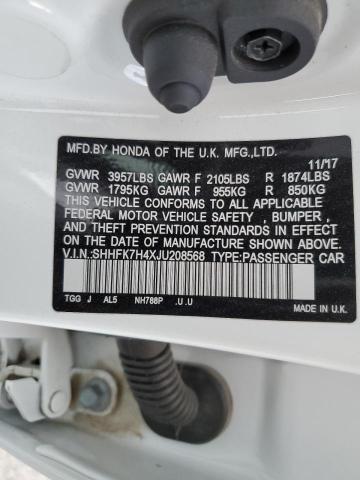 MFD.BY HONDA OF THE U.K. MFG.,LTD.
11/17
GVWR 3957LBS GAWR F 2105LBS R 1874LBS
GVWR 1795KG GAWR F 955KG R 850KG
THIS VEHICLE CONFORMS TO ALL APPLICABLE
FEDERAL MOTOR VEHICLE SAFETY , BUMPER ,
AND THEFT PREVENTION STANDARDS IN EFFECT
ON THE DATE OF MANUFACTURE SHOWN ABOVE.
V.I.N.:SHHFK7H4XJU208568 TYPE:PASSENGER CAR
TGG J AL5 NH788P .U.U
MADE IN U.K.